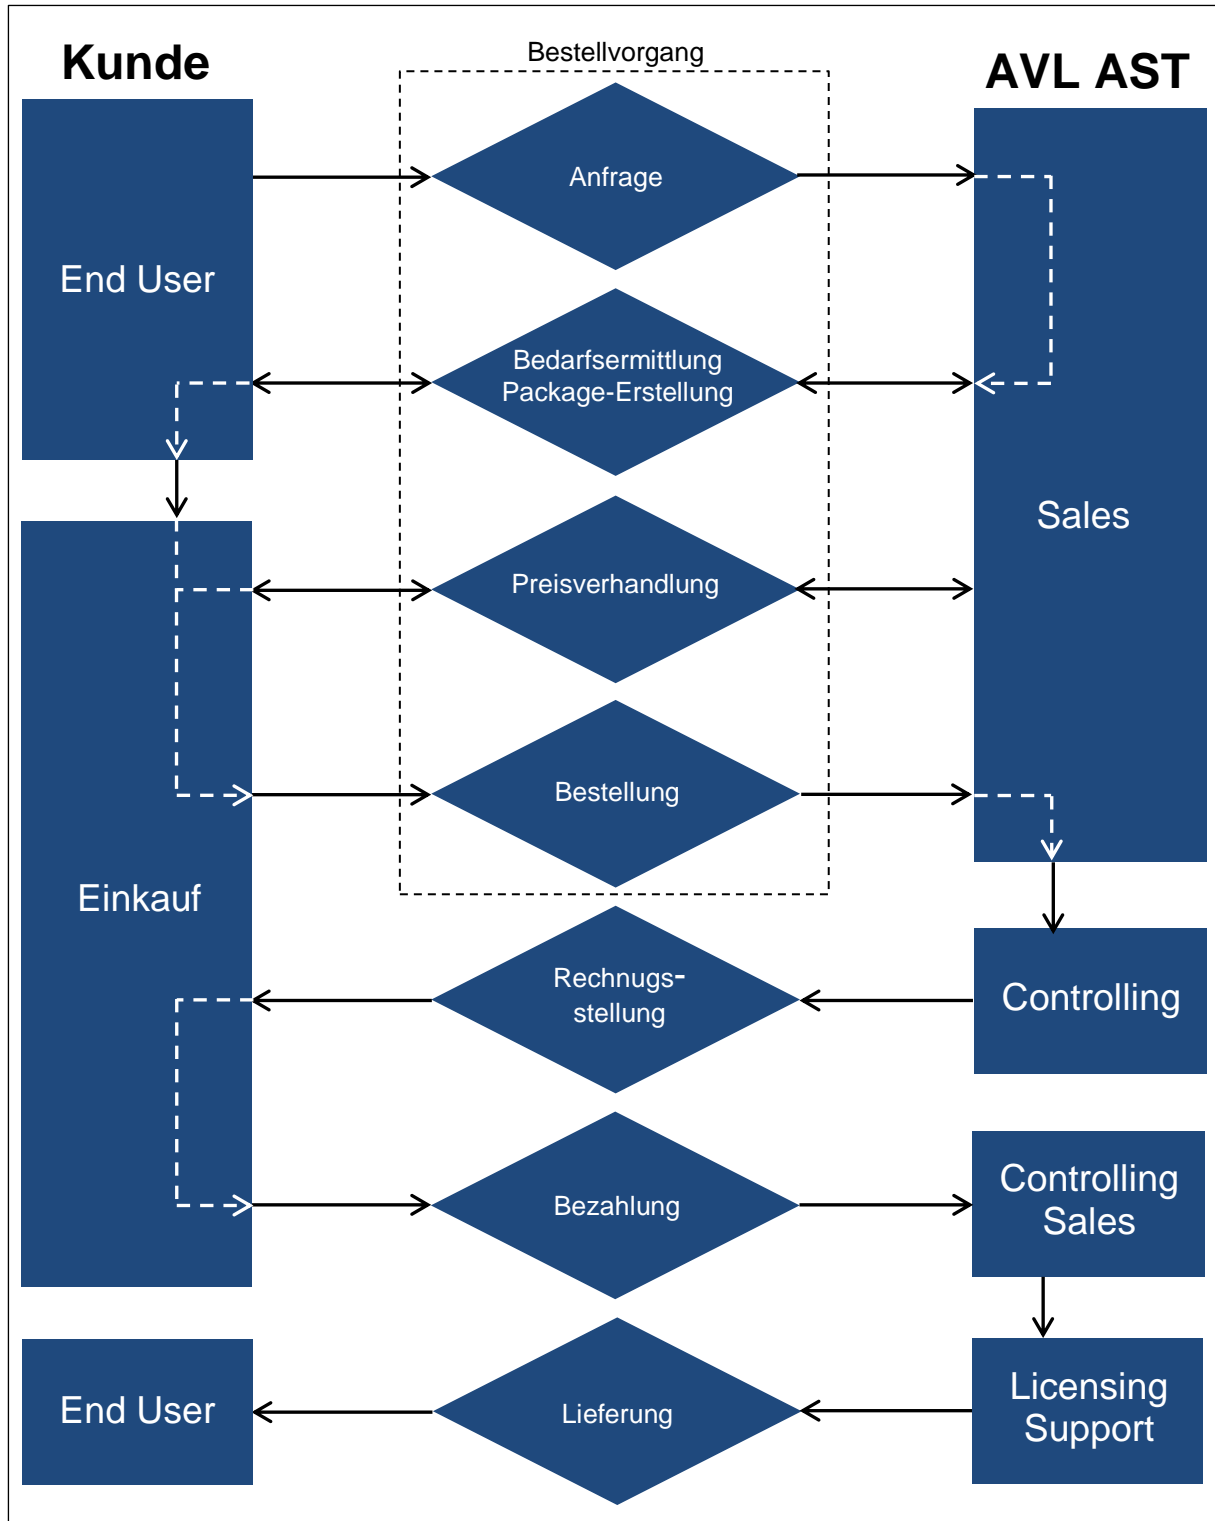 Kunde
Bestellvorgang
AVL AST
Anfrage
End User
Bedarfsermittlung
Package-Erstellung
Sales
Preisverhandlung
Bestellung
Einkauf
Rechnugs-
stellung
Controlling
Bezahlung
Controlling
Sales
End User
Lieferung
Licensing
Support